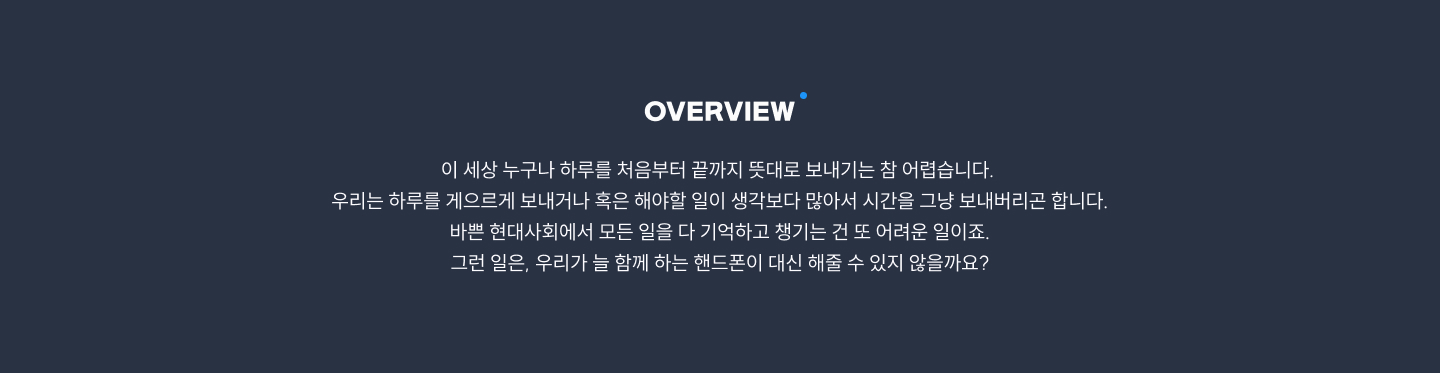 OVERVIEW
이 세상 누구나 하루를 처음부터 끝까지 뜻대로 보내기는 참 어렵습니다.
우리는 하루를 게으르게 보내거나 혹은 해야할 일이 생각보다 많아서 시간을 그냥 보내버리곤 합니다.
바쁜 현대사회에서 모든 일을 다 기억하고 챙기는 건 또 어려운 일이죠.
그런 일은, 우리가 늘 함께 하는 핸드폰이 대신 해줄 수 있지 않을까요?